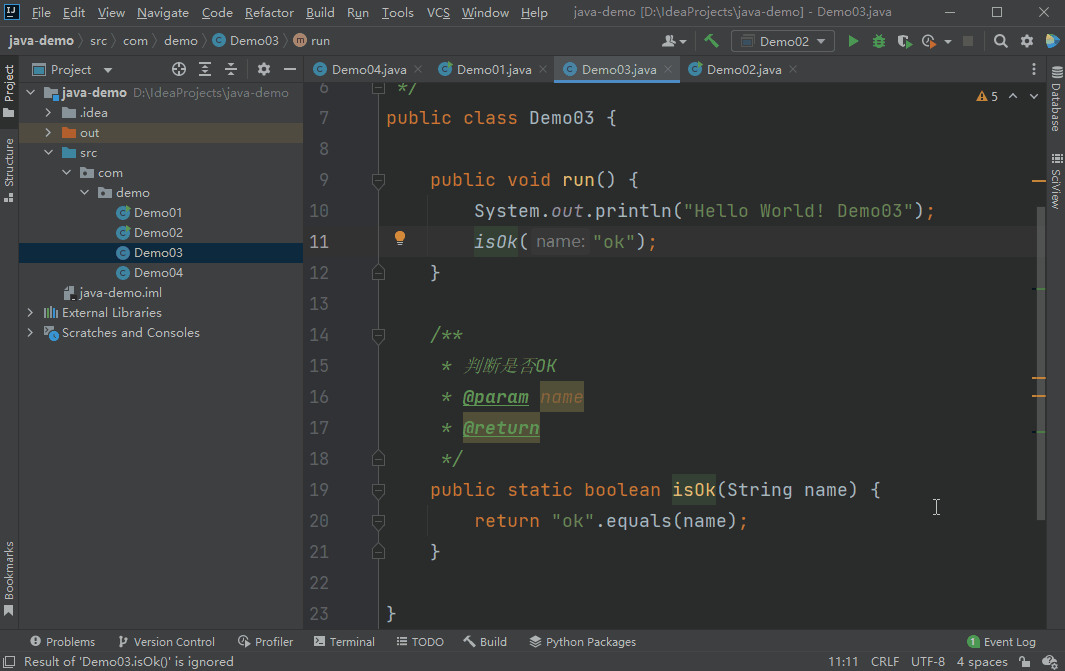 File Edit View Navigate Code Refactor Build Run Tools VCS Window Help java-demo [D:\IdeaProjects\java-demo] - Demo03.java
java-demo src com demo Demo03 run Demo02
Project Demo04.java Demo01.java Demo03.java Demo02.java
java-demo D:\IdeaProjects\java-demo
.idea
out
src
com
demo
Demo01
Demo02
Demo03
Demo04
java-demo.iml
External Libraries
Scratches and Consoles
Project
Structure
Bookmarks
5
6 */
7 public class Demo03 {
8
9 public void run() {
10 System.out.println("Hello World! Demo03");
11 isOk( name: "ok");
12 }
13
14 /**
15 * 判断是否OK
16 * @param name
17 * @return
18 */
19 public static boolean isOk(String name) {
20 return "ok".equals(name);
21 }
22
23 }
Database
SciView
Problems Version Control Profiler Terminal TODO Build Python Packages 1 Event Log
Result of 'Demo03.isOk()' is ignored 11:11 CRLF UTF-8 4 spaces